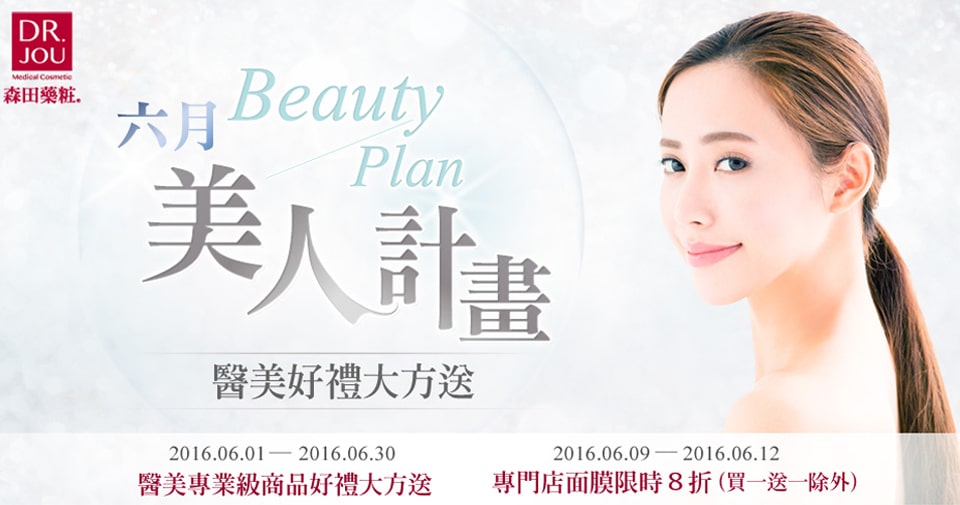 DR.
JOU
Medical Cosmetic
森田藥粧®
六月
Beauty
Plan
美人計畫
醫美好禮大方送
2016.06.01 — 2016.06.30
醫美專業級商品好禮大方送
2016.06.09 — 2016.06.12
專門店面膜限時8折(買一送一除外)